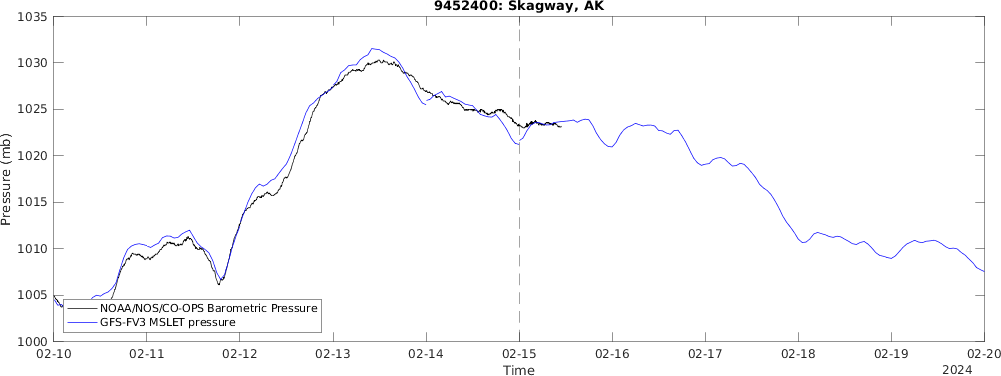 9452400: Skagway, AK
1035
1030
1025
1020
1015
1010
1005
1000
Pressure (mb)
NOAA/NOS/CO-OPS Barometric Pressure
GFS-FV3 MSLET pressure
02-10 02-11 02-12 02-13 02-14 02-15 02-16 02-17 02-18 02-19 02-20
Time
2024